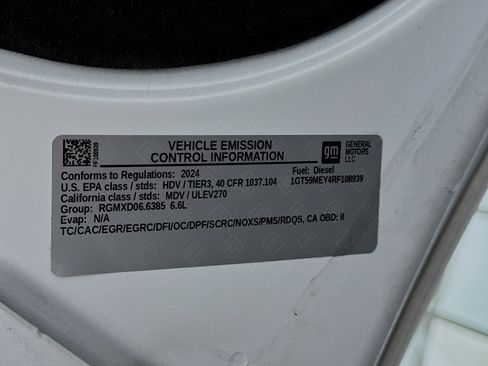 RF108939
VEHICLE EMISSION
CONTROL INFORMATION
gm
GENERAL
MOTORS
LLC
Conforms to Regulations: 2024
Fuel: Diesel
U.S. EPA class / stds: HDV / TIER3, 40 CFR 1037.104
1GT59MEY4RF108939
California class / stds: MDV / ULEV270
Group: RGMXD06.6385 6.6L
Evap: N/A
TC/CAC/EGR/EGRC/DFI/OC/DPF/SCRC/NOXS/PMS/RDQS, CA OBD: II